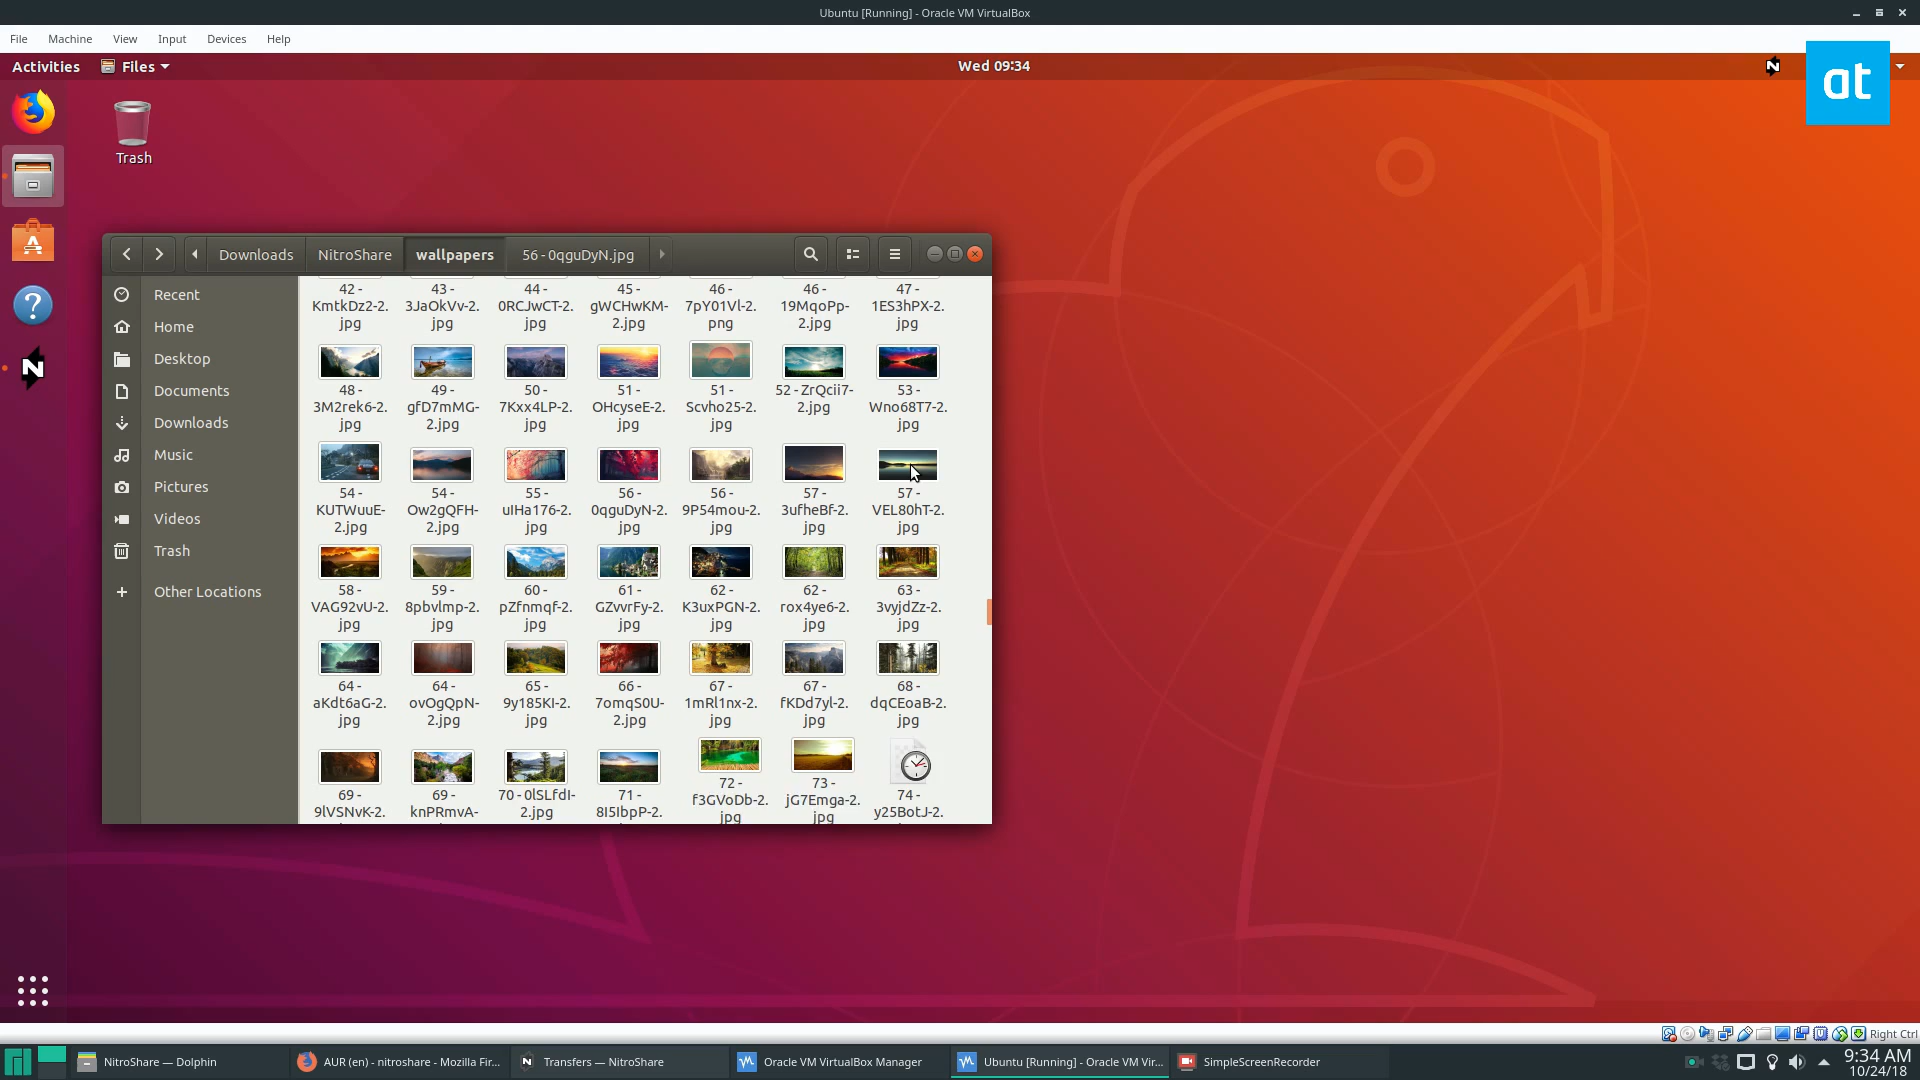 Ubuntu [Running] - Oracle VM VirtualBox
File Machine View Input Devices Help
Activities Files Wed 09:34
at
Trash
Downloads NitroShare wallpapers 56 - 0qguDyN.jpg
Recent
Home
Desktop
Documents
Downloads
Music
Pictures
Videos
Trash
Other Locations
42 - 43 - 44 - 45 - 46 - 46 - 47 -
KmtkDz2-2. 3JaOkVv-2. 0RCJwCT-2. gWCHwKM- 7pY01Vl-2. 19MqoPp- 1ES3hPX-2.
jpg jpg jpg 2.jpg png 2.jpg jpg
48 - 49 - 50 - 51 - 51 - 52 - ZrQcii7- 53 -
3M2rek6-2. gfD7mMG- 7Kxx4LP-2. OHcyseE-2. Scvho25-2. 2.jpg Wno68T7-2.
jpg 2.jpg jpg jpg jpg jpg
54 - 54 - 55 - 56 - 56 - 57 - 57 -
KUTWuuE- Ow2gQFH- uIHa176-2. 0qguDyN-2. 9P54mou-2. 3ufheBf-2. VEL80hT-2.
2.jpg 2.jpg jpg jpg jpg jpg jpg
58 - 59 - 60 - 61 - 62 - 62 - 63 -
VAG92vU-2. 8pbvlmp-2. pZfnmqf-2. GZvvrFy-2. K3uxPGN-2. rox4ye6-2. 3vyjdZz-2.
jpg jpg jpg jpg jpg jpg jpg
64 - 64 - 65 - 66 - 67 - 67 - 68 -
aKdt6aG-2. ovOgQpN- 9y185KI-2. 7omqS0U- 1mRl1nx-2. fKDd7yl-2. dqCEoaB-2.
jpg 2.jpg jpg 2.jpg jpg jpg jpg
69 - 69 - 70 - 0lSLfdI- 71 - 72 - 73 - 74 -
9lVSNvK-2. knPRmvA- 2.jpg 8I5IbpP-2. f3GVoDb-2. jG7Emga-2. y25BotJ-2.
jpg jpg
Right Ctrl
NitroShare — Dolphin AUR (en) - nitroshare - Mozilla Fir... Transfers — NitroShare Oracle VM VirtualBox Manager Ubuntu [Running] - Oracle VM Vir... SimpleScreenRecorder 9:34 AM
10/24/18